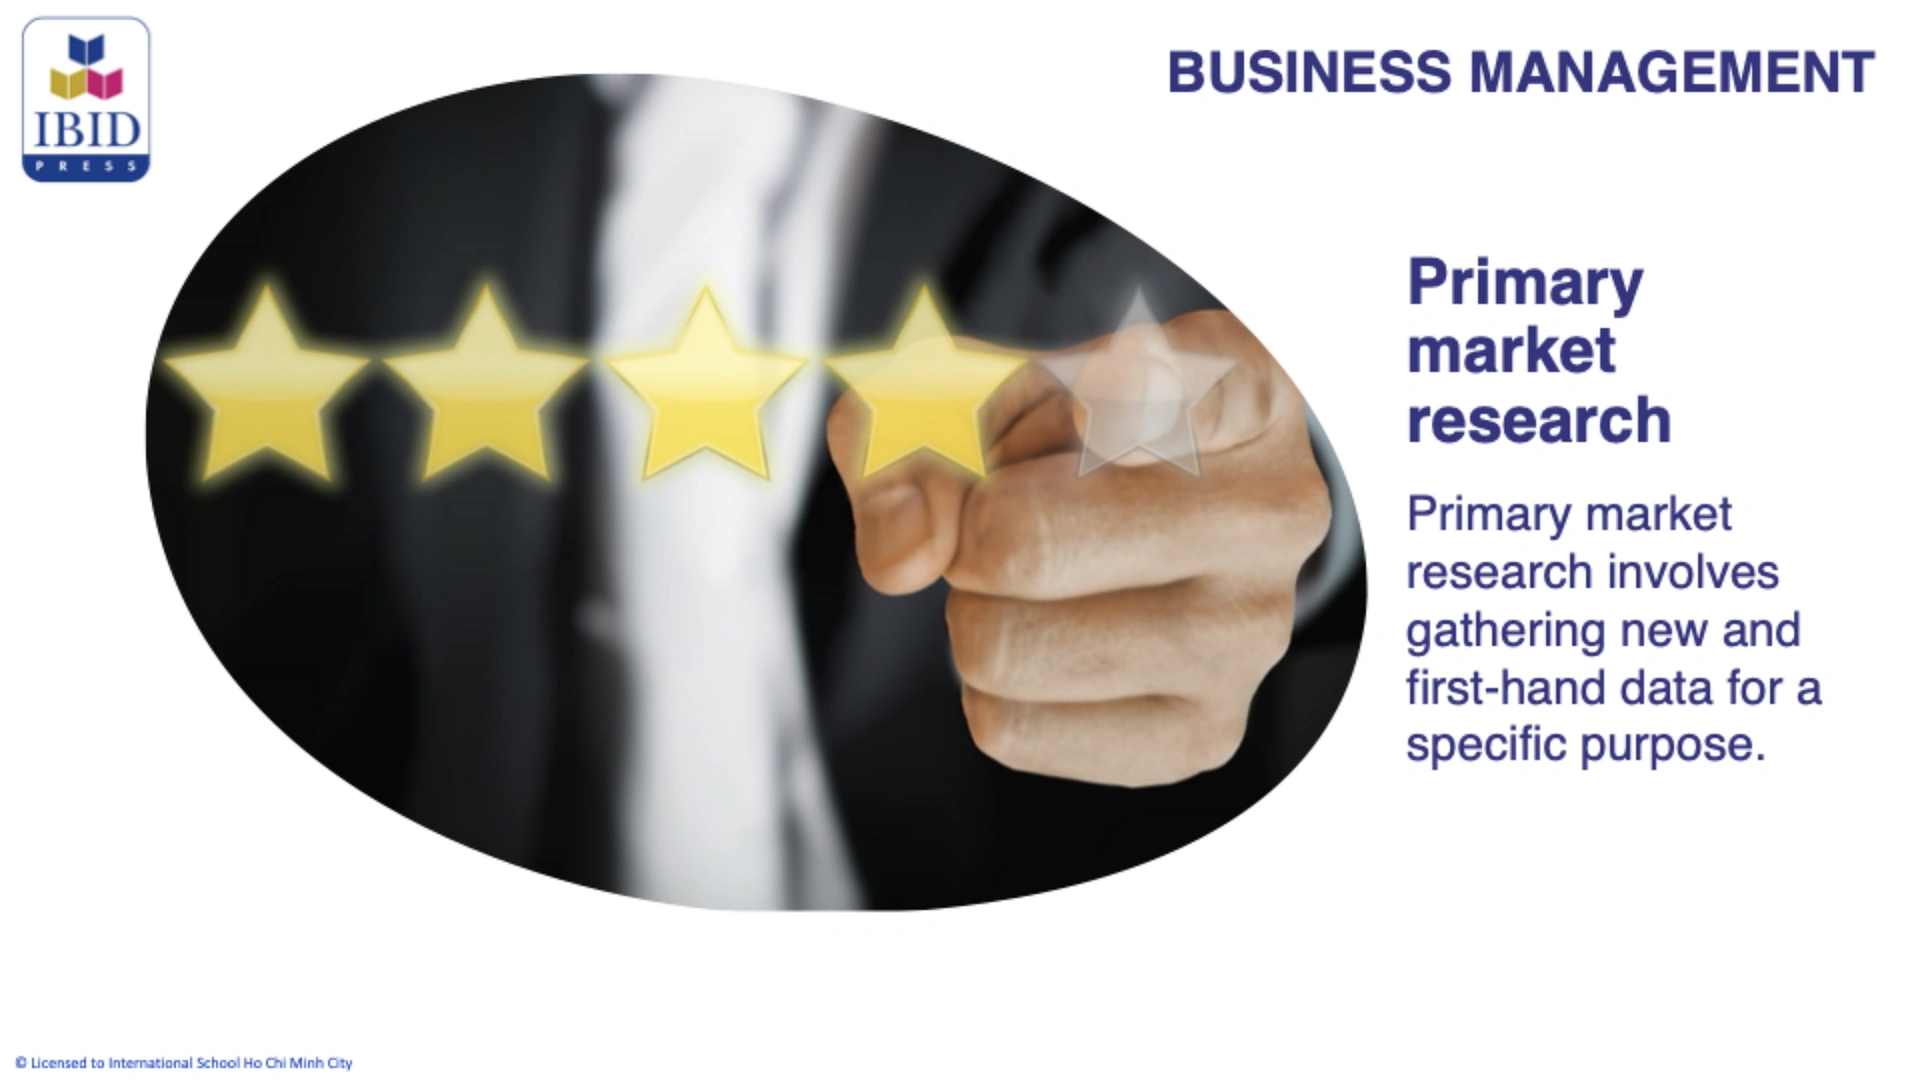 IBID
PRESS
BUSINESS MANAGEMENT
Primary
market
research
Primary market
research involves
gathering new and
first-hand data for a
specific purpose.
© Licensed to International School Ho Chi Minh City